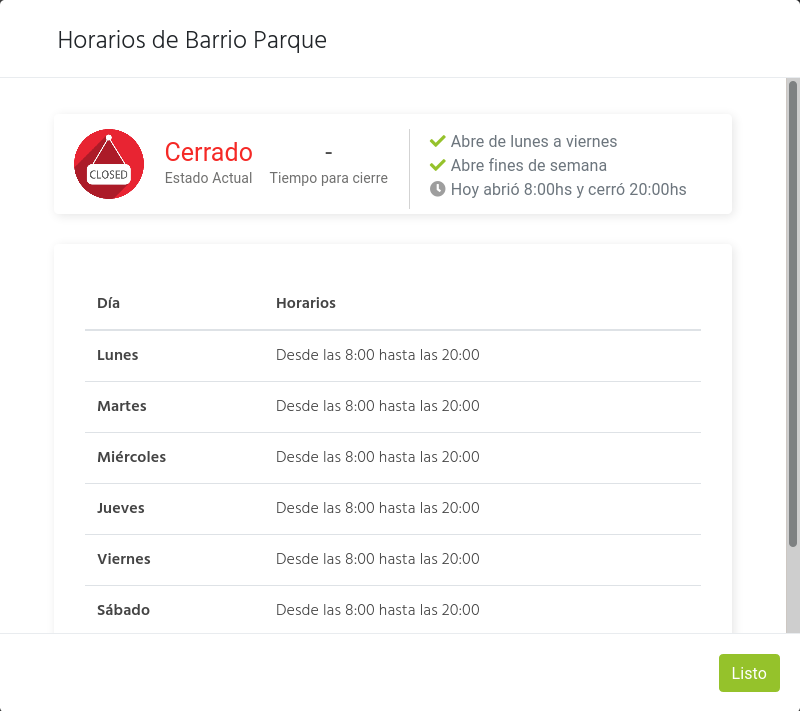 Horarios de Barrio Parque
CLOSED
Cerrado
Estado Actual
-
Tiempo para cierre
Abre de lunes a viernes
Abre fines de semana
Hoy abrió 8:00hs y cerró 20:00hs
Día Horarios
Lunes Desde las 8:00 hasta las 20:00
Martes Desde las 8:00 hasta las 20:00
Miércoles Desde las 8:00 hasta las 20:00
Jueves Desde las 8:00 hasta las 20:00
Viernes Desde las 8:00 hasta las 20:00
Sábado Desde las 8:00 hasta las 20:00
Listo